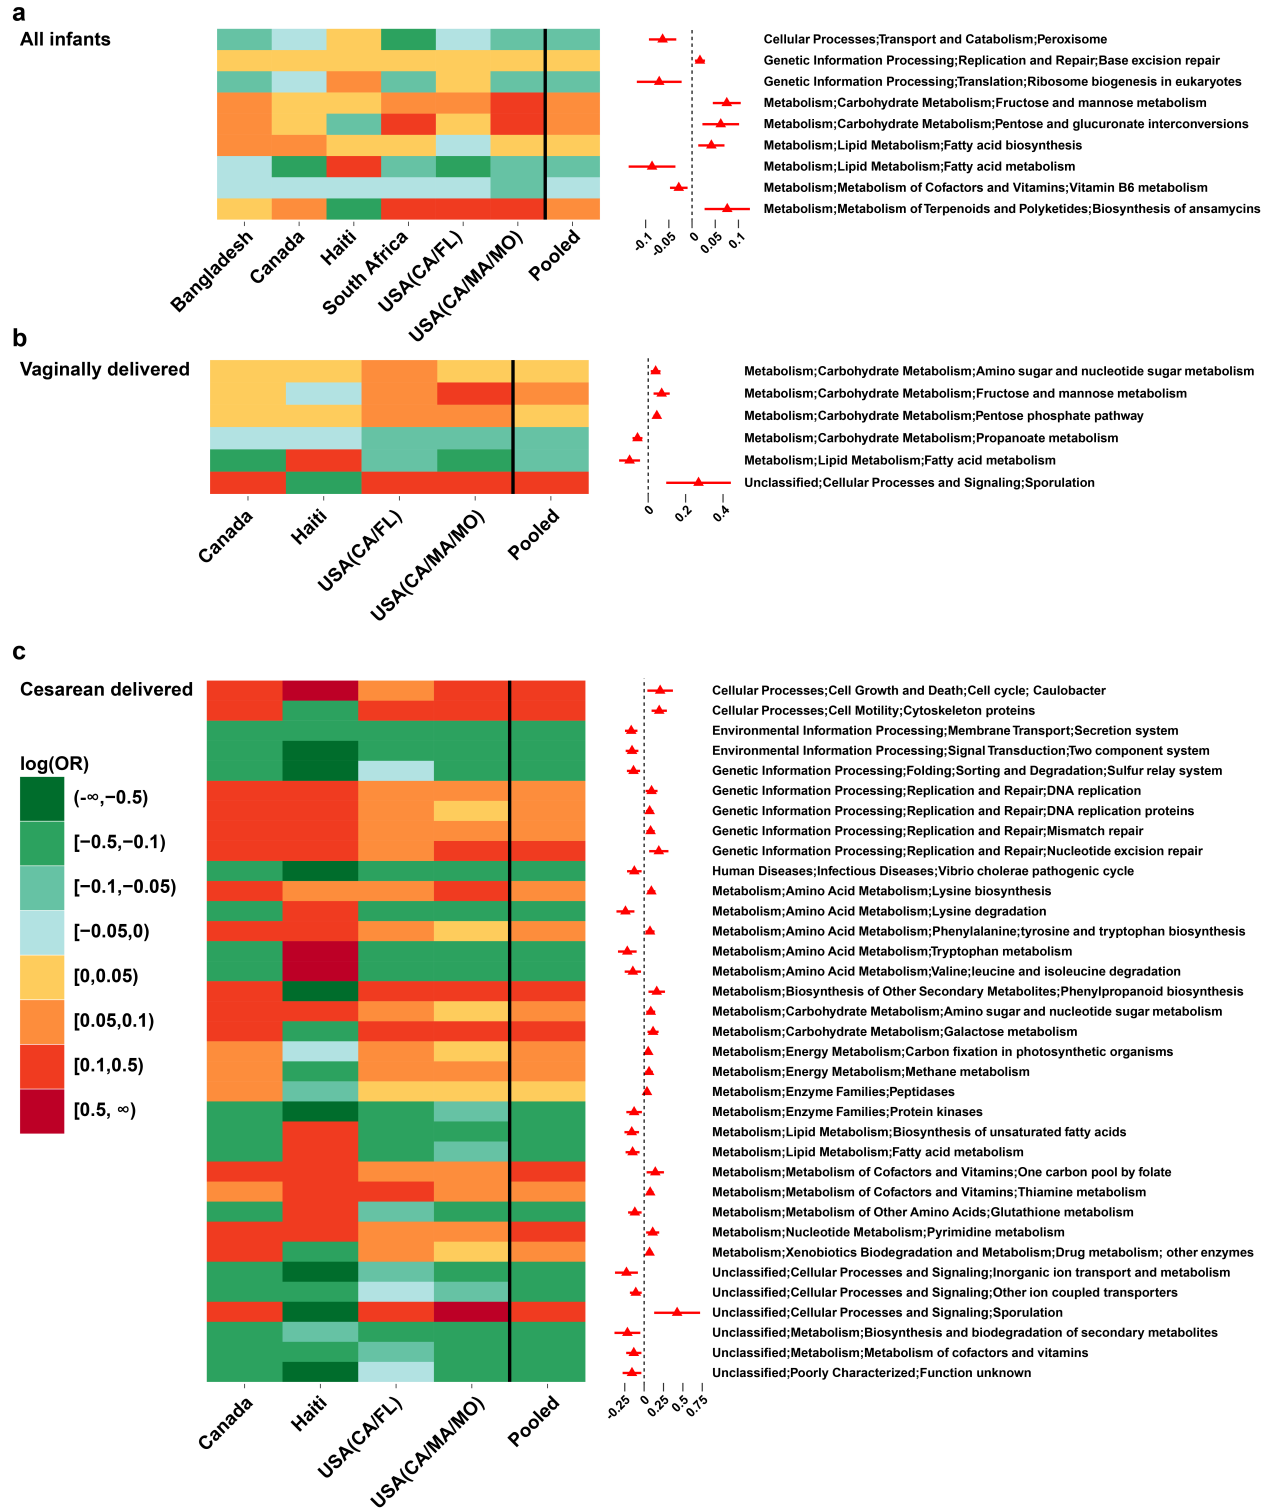 a
All infants
Cellular Processes;Transport and Catabolism;Peroxisome
Genetic Information Processing;Replication and Repair;Base excision repair
Genetic Information Processing;Translation;Ribosome biogenesis in eukaryotes
Metabolism;Carbohydrate Metabolism;Fructose and mannose metabolism
Metabolism;Carbohydrate Metabolism;Pentose and glucuronate interconversions
Metabolism;Lipid Metabolism;Fatty acid biosynthesis
Metabolism;Lipid Metabolism;Fatty acid metabolism
Metabolism;Metabolism of Cofactors and Vitamins;Vitamin B6 metabolism
Metabolism;Metabolism of Terpenoids and Polyketides;Biosynthesis of ansamycins
Bangladesh
Canada
Haiti
South Africa
USA(CA/FL)
USA(CA/MA/MO)
Pooled
-0.1
-0.05
0
0.05
0.1
b
Vaginally delivered
Metabolism;Carbohydrate Metabolism;Amino sugar and nucleotide sugar metabolism
Metabolism;Carbohydrate Metabolism;Fructose and mannose metabolism
Metabolism;Carbohydrate Metabolism;Pentose phosphate pathway
Metabolism;Carbohydrate Metabolism;Propanoate metabolism
Metabolism;Lipid Metabolism;Fatty acid metabolism
Unclassified;Cellular Processes and Signaling;Sporulation
Canada
Haiti
USA(CA/FL)
USA(CA/MA/MO)
Pooled
0
0.2
0.4
c
Cesarean delivered
log(OR)
(-∞,−0.5)
[−0.5,−0.1)
[−0.1,−0.05)
[−0.05,0)
[0,0.05)
[0.05,0.1)
[0.1,0.5)
[0.5, ∞)
Cellular Processes;Cell Growth and Death;Cell cycle; Caulobacter
Cellular Processes;Cell Motility;Cytoskeleton proteins
Environmental Information Processing;Membrane Transport;Secretion system
Environmental Information Processing;Signal Transduction;Two component system
Genetic Information Processing;Folding;Sorting and Degradation;Sulfur relay system
Genetic Information Processing;Replication and Repair;DNA replication
Genetic Information Processing;Replication and Repair;DNA replication proteins
Genetic Information Processing;Replication and Repair;Mismatch repair
Genetic Information Processing;Replication and Repair;Nucleotide excision repair
Human Diseases;Infectious Diseases;Vibrio cholerae pathogenic cycle
Metabolism;Amino Acid Metabolism;Lysine biosynthesis
Metabolism;Amino Acid Metabolism;Lysine degradation
Metabolism;Amino Acid Metabolism;Phenylalanine;tyrosine and tryptophan biosynthesis
Metabolism;Amino Acid Metabolism;Tryptophan metabolism
Metabolism;Amino Acid Metabolism;Valine;leucine and isoleucine degradation
Metabolism;Biosynthesis of Other Secondary Metabolites;Phenylpropanoid biosynthesis
Metabolism;Carbohydrate Metabolism;Amino sugar and nucleotide sugar metabolism
Metabolism;Carbohydrate Metabolism;Galactose metabolism
Metabolism;Energy Metabolism;Carbon fixation in photosynthetic organisms
Metabolism;Energy Metabolism;Methane metabolism
Metabolism;Enzyme Families;Peptidases
Metabolism;Enzyme Families;Protein kinases
Metabolism;Lipid Metabolism;Biosynthesis of unsaturated fatty acids
Metabolism;Lipid Metabolism;Fatty acid metabolism
Metabolism;Metabolism of Cofactors and Vitamins;One carbon pool by folate
Metabolism;Metabolism of Cofactors and Vitamins;Thiamine metabolism
Metabolism;Metabolism of Other Amino Acids;Glutathione metabolism
Metabolism;Nucleotide Metabolism;Pyrimidine metabolism
Metabolism;Xenobiotics Biodegradation and Metabolism;Drug metabolism; other enzymes
Unclassified;Cellular Processes and Signaling;Inorganic ion transport and metabolism
Unclassified;Cellular Processes and Signaling;Other ion coupled transporters
Unclassified;Cellular Processes and Signaling;Sporulation
Unclassified;Metabolism;Biosynthesis and biodegradation of secondary metabolites
Unclassified;Metabolism;Metabolism of cofactors and vitamins
Unclassified;Poorly Characterized;Function unknown
Canada
Haiti
USA(CA/FL)
USA(CA/MA/MO)
Pooled
-0.25
0
0.25
0.5
0.75